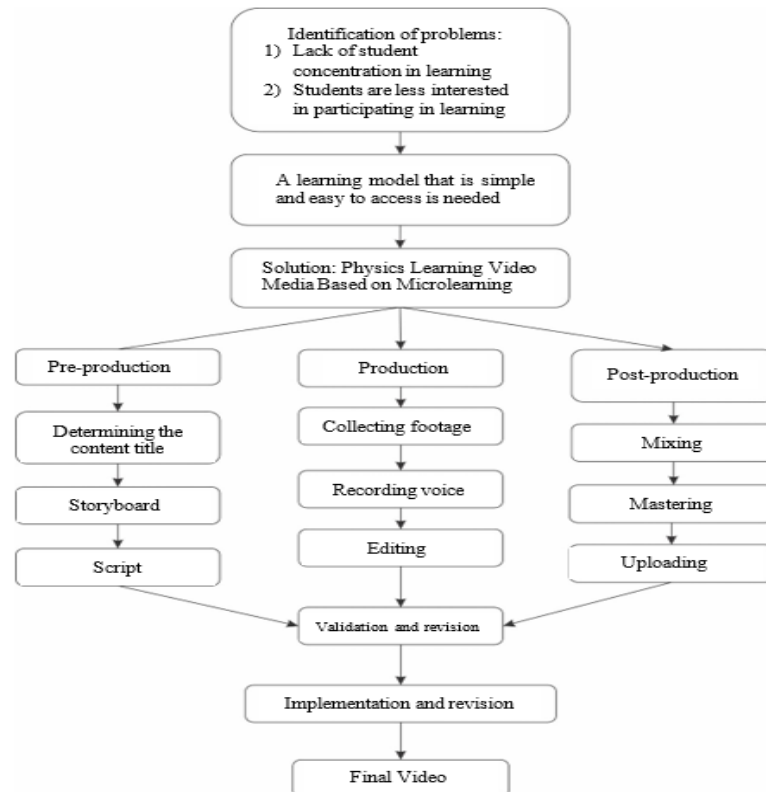 Identification of problems:
1) Lack of student
concentration in learning
2) Students are less interested
in participating in learning
A learning model that is simple
and easy to access is needed
Solution: Physics Learning Video
Media Based on Microlearning
Pre-production
Determining the
content title
Storyboard
Script
Production
Collecting footage
Recording voice
Editing
Post-production
Mixing
Mastering
Uploading
Validation and revision
Implementation and revision
Final Video